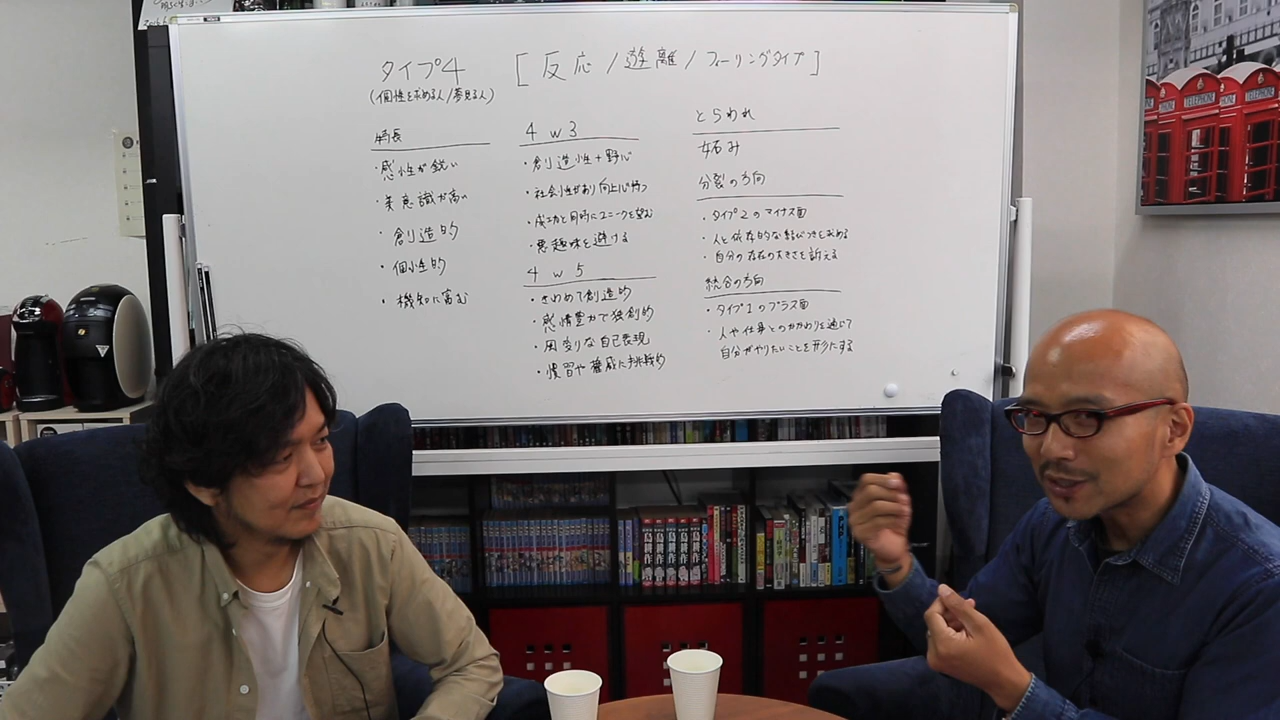 タイプ4 [反応/遊離/フィーリングタイプ]
(個性を求める人/夢見る人)
特長
・感性が鋭い
・美意識が高い
・創造的
・個性的
・機知に富む
4w3
・創造性+野心
・社会性があり向上心持つ
・成功と同時にユニークを望む
・悪趣味を避ける
4w5
・きわめて創造的
・感情豊かで独創的
・風変りな自己表現
・慣習や権威に挑戦的
とらわれ
妬み
分裂の方向
・タイプ2のマイナス面
・人と依存的な結びつきを求める
・自分の存在の大きさを訴える
統合の方向
・タイプ1のプラス面
・人や仕事とのかかわりを通じて
自分がやりたいことを形にする
TELEPHONE
TELEPHONE